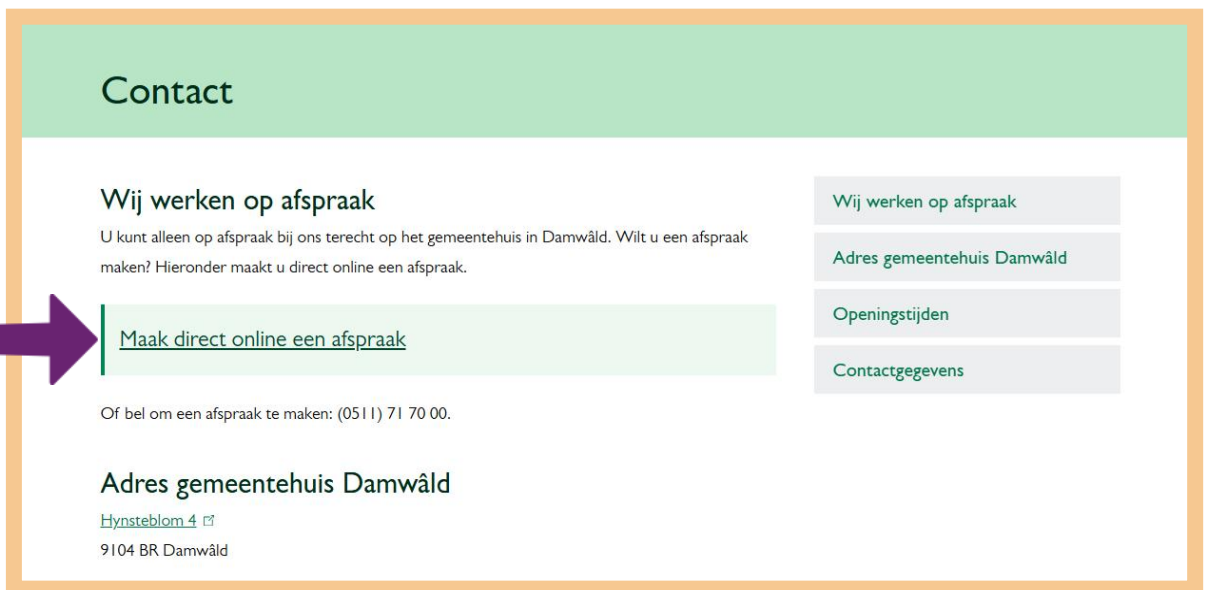 Contact
Wij werken op afspraak
U kunt alleen op afspraak bij ons terecht op het gemeentehuis in Damwâld. Wilt u een afspraak
maken? Hieronder maakt u direct online een afspraak.
Maak direct online een afspraak
Of bel om een afspraak te maken: (0511) 71 70 00.
Adres gemeentehuis Damwâld
Hynsteblom 4
9104 BR Damwâld
Wij werken op afspraak
Adres gemeentehuis Damwâld
Openingstijden
Contactgegevens